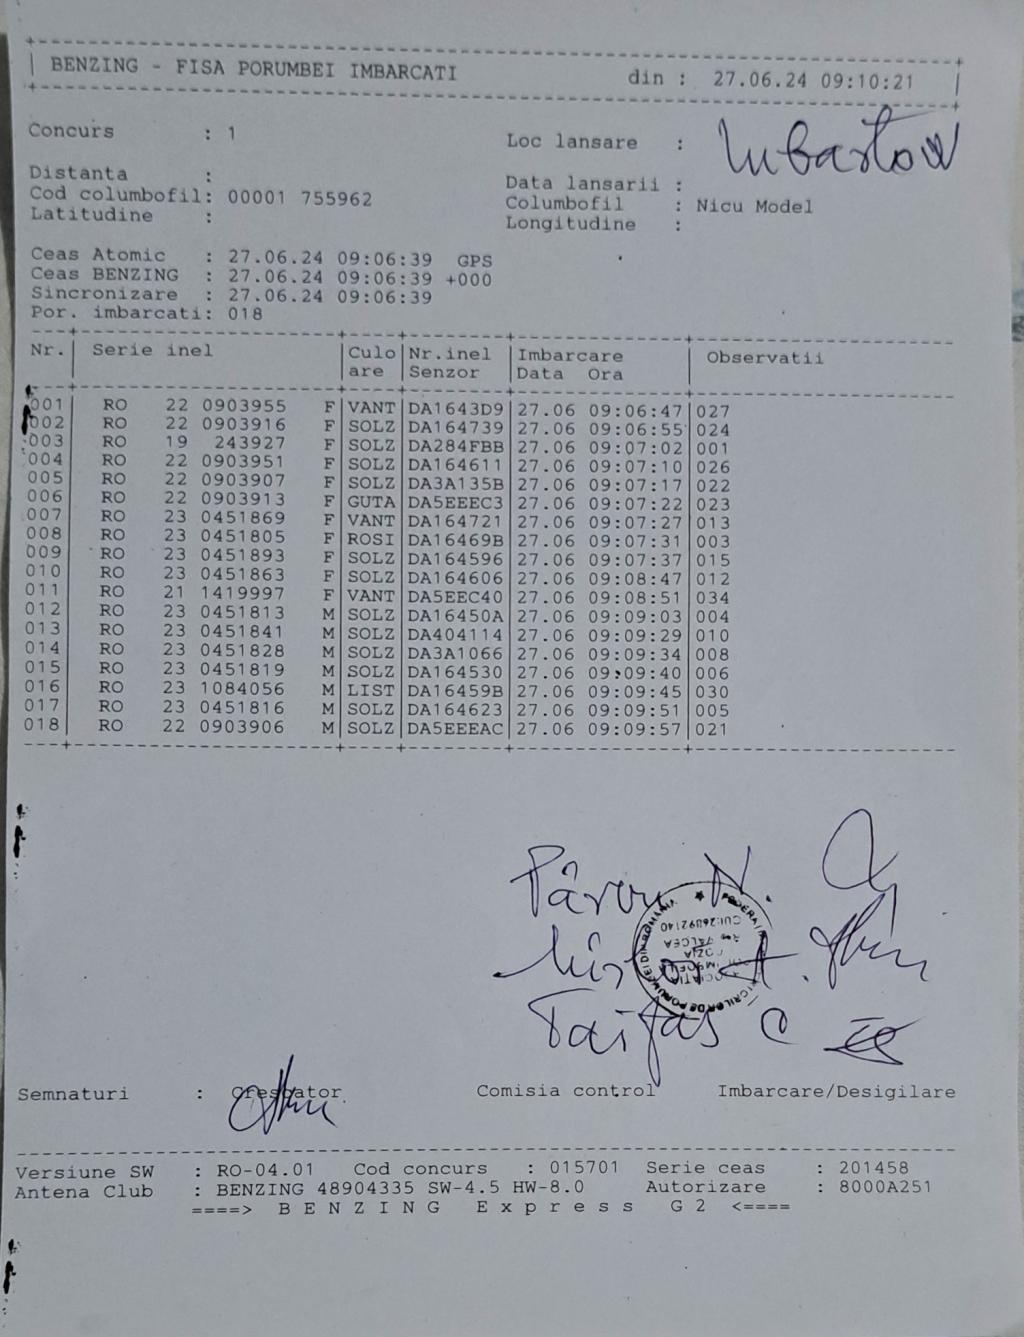 BENZING - FISA PORUMBEI IMBARCATI din : 27.06.24 09:10:21
Concurs : 1 Loc lansare : Lubartow
Distanta : Data lansarii :
Cod columbofil: 00001 755962 Columbofil : Nicu Model
Latitudine : Longitudine :
Ceas Atomic : 27.06.24 09:06:39 GPS
Ceas BENZING : 27.06.24 09:06:39 +000
Sincronizare : 27.06.24 09:06:39
Por. imbarcati: 018
Nr. Serie inel Culo Nr.inel Imbarcare Observatii
are Senzor Data Ora
001 RO 22 0903955 F VANT DA1643D9 27.06 09:06:47 027
002 RO 22 0903916 F SOLZ DA164739 27.06 09:06:55 024
003 RO 19 243927 F SOLZ DA284FBB 27.06 09:07:02 001
004 RO 22 0903951 F SOLZ DA164611 27.06 09:07:10 026
005 RO 22 0903907 F SOLZ DA3A135B 27.06 09:07:17 022
006 RO 22 0903913 F GUTA DA5EEEC3 27.06 09:07:22 023
007 RO 23 0451869 F VANT DA164721 27.06 09:07:27 013
008 RO 23 0451805 F ROSI DA16469B 27.06 09:07:31 003
009 RO 23 0451893 F SOLZ DA164596 27.06 09:07:37 015
010 RO 23 0451863 F SOLZ DA164606 27.06 09:08:47 012
011 RO 21 1419997 F VANT DA5EEC40 27.06 09:08:51 034
012 RO 23 0451813 M SOLZ DA16450A 27.06 09:09:03 004
013 RO 23 0451841 M SOLZ DA404114 27.06 09:09:29 010
014 RO 23 0451828 M SOLZ DA3A1066 27.06 09:09:34 008
015 RO 23 0451819 M SOLZ DA164530 27.06 09:09:40 006
016 RO 23 1084056 M LIST DA16459B 27.06 09:09:45 030
017 RO 23 0451816 M SOLZ DA164623 27.06 09:09:51 005
018 RO 22 0903906 M SOLZ DA5EEEAC 27.06 09:09:57 021
Pârvu N.
CUI:26892140
VALCEA
A.
Taifas C
Semnaturi : Crescator Comisia control Imbarcare/Desigilare
Versiune SW : RO-04.01 Cod concurs : 015701 Serie ceas : 201458
Antena Club : BENZING 48904335 SW-4.5 HW-8.0 Autorizare : 8000A251
====> B E N Z I N G E x p r e s s G 2 <====